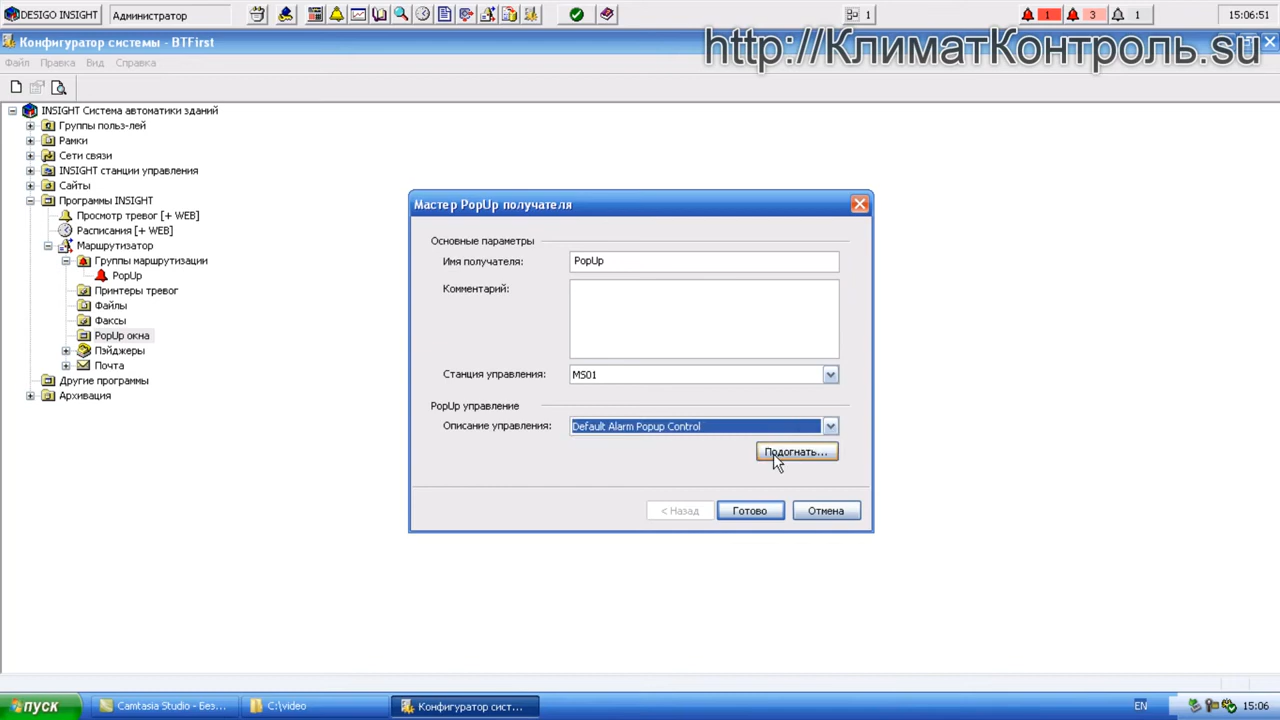 DESIGO INSIGHT
Администратор
1
1
3
1
15:06:51
Конфигуратор системы - BTFirst
http://КлиматКонтроль.su
Файл Правка Вид Справка
INSIGHT Система автоматики зданий
Группы польз-лей
Рамки
Сети связи
INSIGHT станции управления
Сайты
Программы INSIGHT
Просмотр тревог [+ WEB]
Расписания [+ WEB]
Маршрутизатор
Группы маршрутизации
PopUp
Принтеры тревог
Файлы
Факсы
PopUp окна
Пэйджеры
Почта
Другие программы
Архивация
Мастер PopUp получателя
Основные параметры
Имя получателя: PopUp
Комментарий:
Станция управления: MS01
PopUp управление
Описание управления: Default Alarm Popup Control
Подогнать...
< Назад Готово Отмена
пуск
Camtasia Studio - Без...
C:\video
Конфигуратор сист...
EN
15:06